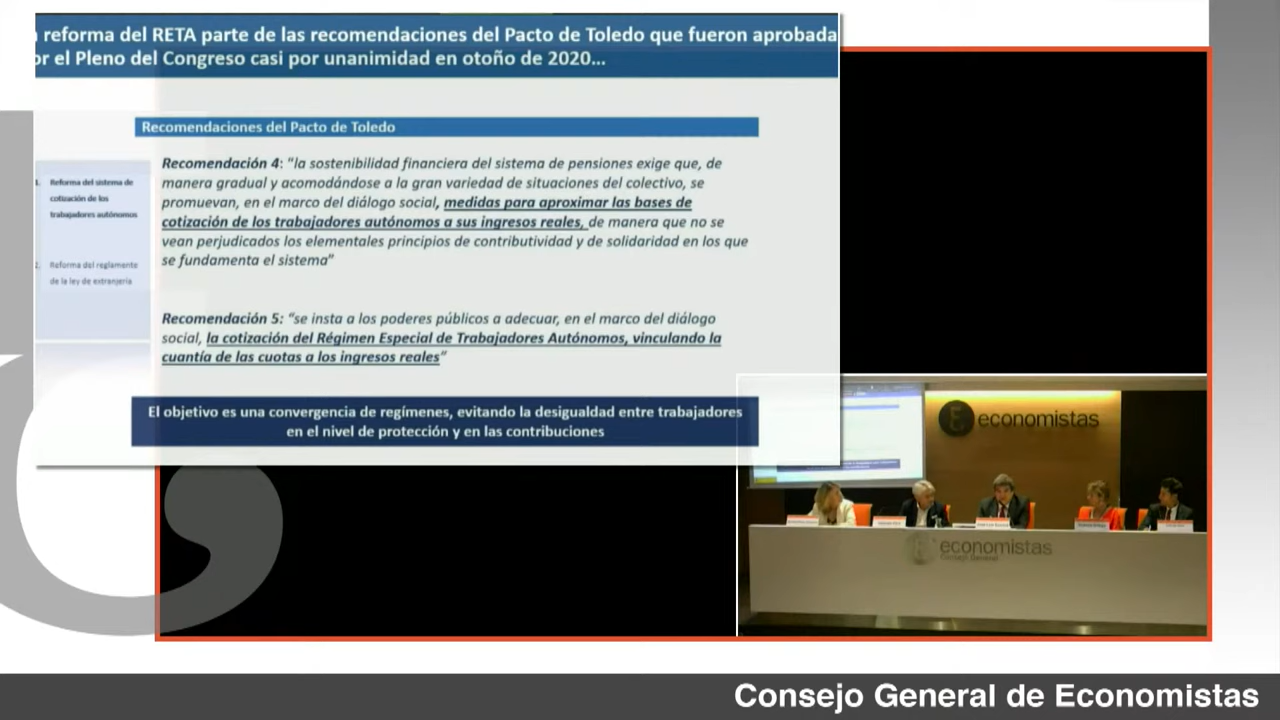 reforma del RETA parte de las recomendaciones del Pacto de Toledo que fueron aprobada
or el Pleno del Congreso casi por unanimidad en otoño de 2020...
Recomendaciones del Pacto de Toledo
1. Reforma del sistema de
cotización de los
trabajadores autónomos
2. Reforma del reglamento
de la ley de extranjería
Recomendación 4: “la sostenibilidad financiera del sistema de pensiones exige que, de
manera gradual y acomodándose a la gran variedad de situaciones del colectivo, se
promuevan, en el marco del diálogo social, medidas para aproximar las bases de
cotización de los trabajadores autónomos a sus ingresos reales, de manera que no se
vean perjudicados los elementales principios de contributividad y de solidaridad en los que
se fundamenta el sistema”
Recomendación 5: “se insta a los poderes públicos a adecuar, en el marco del diálogo
social, la cotización del Régimen Especial de Trabajadores Autónomos, vinculando la
cuantía de las cuotas a los ingresos reales”
El objetivo es una convergencia de regímenes, evitando la desigualdad entre trabajadores
en el nivel de protección y en las contribuciones
economistas
economistas
Consejo General
Consejo General de Economistas